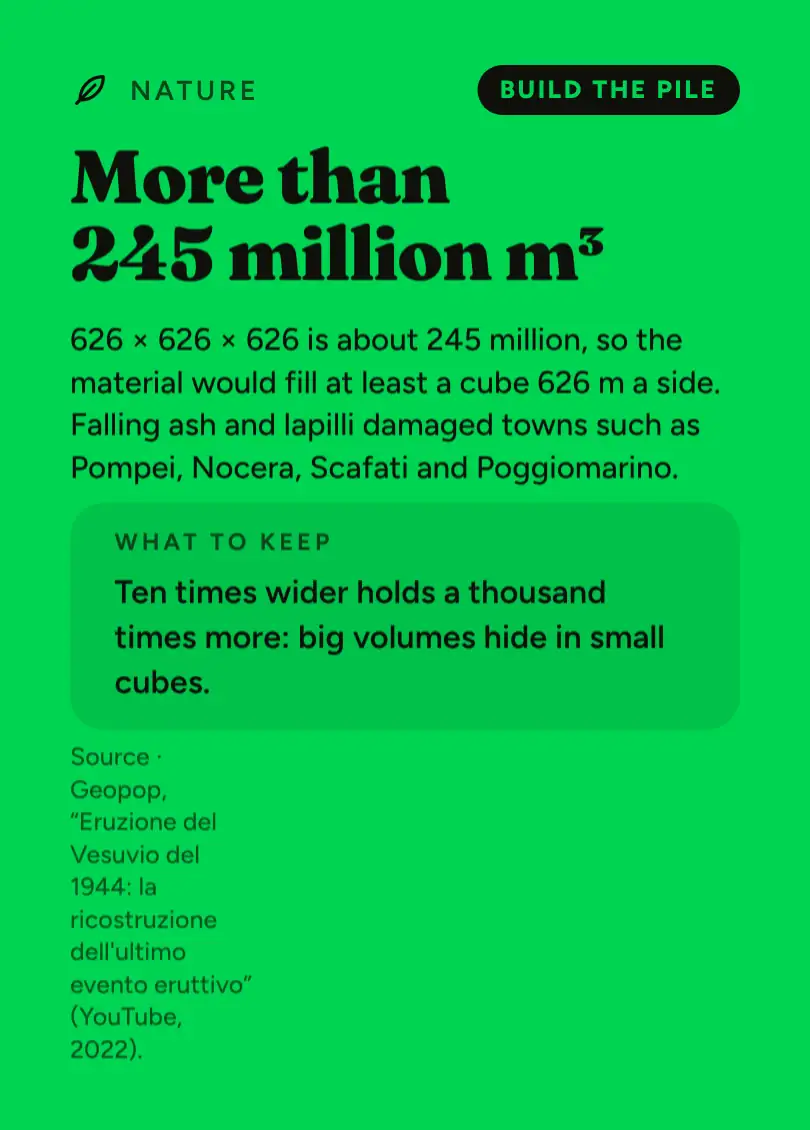 NATURE
BUILD THE PILE
More than
245 million m³
626 × 626 × 626 is about 245 million, so the
material would fill at least a cube 626 m a side.
Falling ash and lapilli damaged towns such as
Pompei, Nocera, Scafati and Poggiomarino.
WHAT TO KEEP
Ten times wider holds a thousand
times more: big volumes hide in small
cubes.
Source ·
Geopop,
“Eruzione del
Vesuvio del
1944: la
ricostruzione
dell'ultimo
evento eruttivo”
(YouTube,
2022).